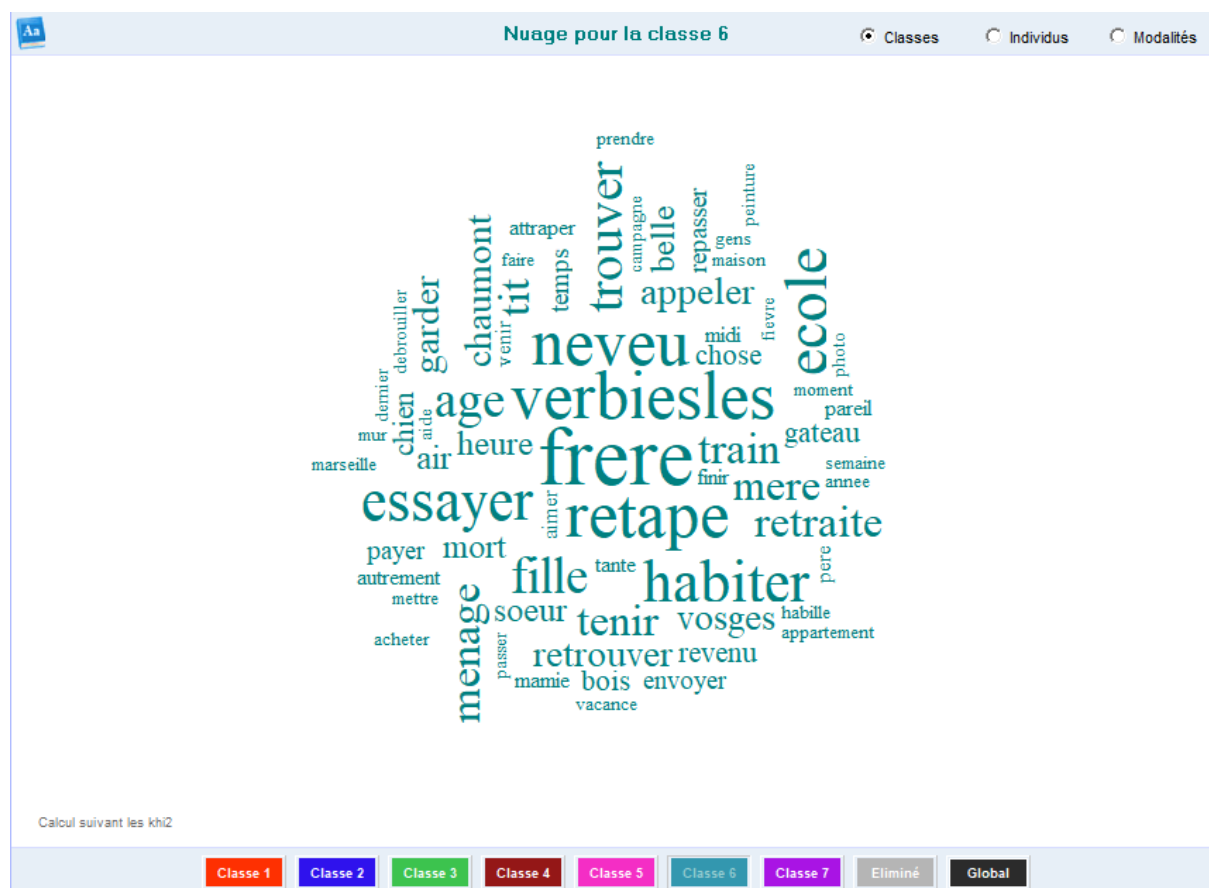 Aa
Nuage pour la classe 6
Classes
Individus
Modalités
prendre
trouver
campagne
belle
repasser
peinture
gens
maison
attraper
faire
temps
chaumont
tit
venir
garder
debrouiller
appeler
ecole
fievre
photo
neveu
midi
chose
dernier
chien
aide
age
verbiesles
moment
pareil
mur
marseille
air
heure
frere
train
finir
gateau
semaine
annee
mere
essayer
aimer
retape
retraite
payer
mort
autrement
mettre
fille
tante
habiter
pere
menage
soeur
tenir
vosges
habille
appartement
acheter
passer
retrouver
revenu
mamie
bois
envoyer
vacance
Calcul suivant les khi2
Classe 1
Classe 2
Classe 3
Classe 4
Classe 5
Classe 6
Classe 7
Eliminé
Global